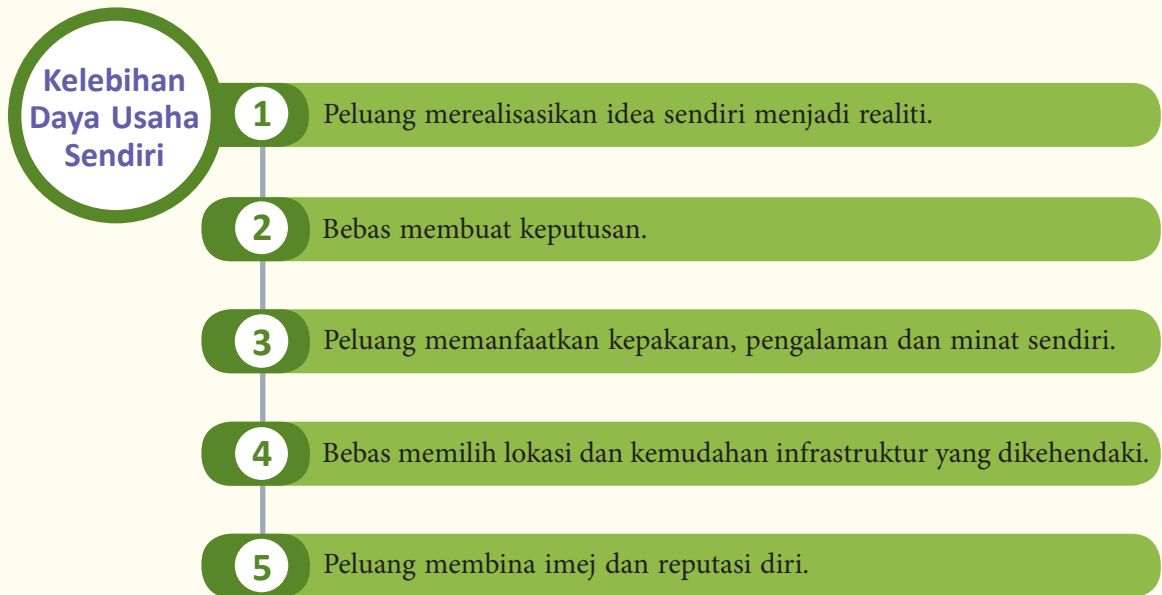 Kelebihan
Daya Usaha
Sendiri
1 Peluang merealisasikan idea sendiri menjadi realiti.
2 Bebas membuat keputusan.
3 Peluang memanfaatkan kepakaran, pengalaman dan minat sendiri.
4 Bebas memilih lokasi dan kemudahan infrastruktur yang dikehendaki.
5 Peluang membina imej dan reputasi diri.